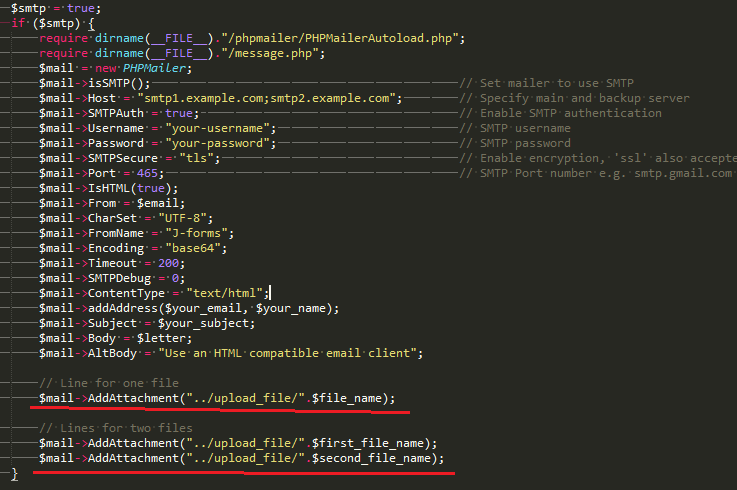 $smtp = true;
if ($smtp) {
require dirname(__FILE__)."/phpmailer/PHPMailerAutoload.php";
require dirname(__FILE__)."/message.php";
$mail = new PHPMailer;
$mail->isSMTP(); // Set mailer to use SMTP
$mail->Host = "smtp1.example.com;smtp2.example.com"; // Specify main and backup server
$mail->SMTPAuth = true; // Enable SMTP authentication
$mail->Username = "your-username"; // SMTP username
$mail->Password = "your-password"; // SMTP password
$mail->SMTPSecure = "tls"; // Enable encryption, 'ssl' also accepte
$mail->Port = 465; // SMTP Port number e.g. smtp.gmail.com
$mail->IsHTML(true);
$mail->From = $email;
$mail->CharSet = "UTF-8";
$mail->FromName = "J-forms";
$mail->Encoding = "base64";
$mail->Timeout = 200;
$mail->SMTPDebug = 0;
$mail->ContentType = "text/html";
$mail->addAddress($your_email, $your_name);
$mail->Subject = $your_subject;
$mail->Body = $letter;
$mail->AltBody = "Use an HTML compatible email client";
// Line for one file
$mail->AddAttachment("../upload_file/".$file_name);
// Lines for two files
$mail->AddAttachment("../upload_file/".$first_file_name);
$mail->AddAttachment("../upload_file/".$second_file_name);
}